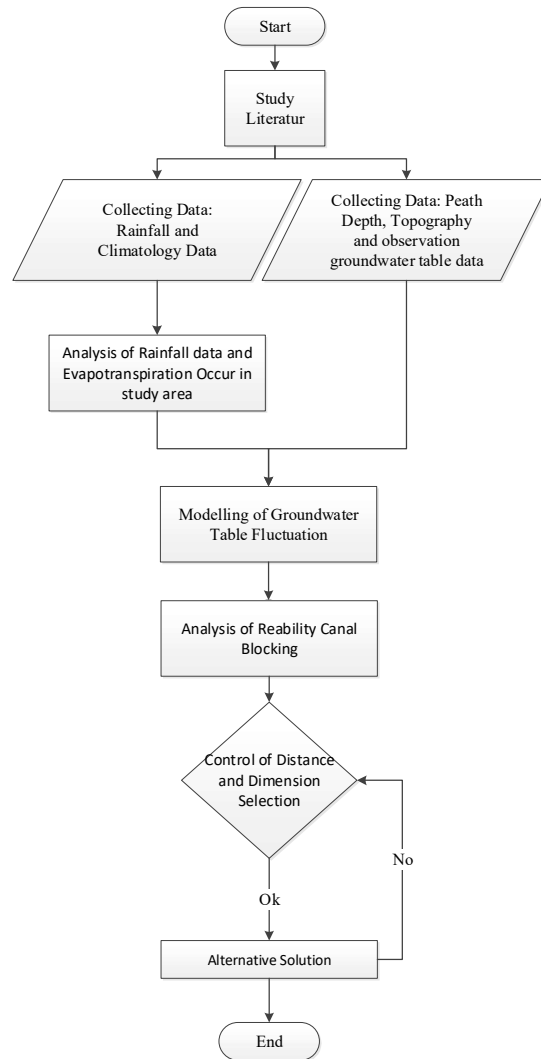 Start
Study
Literatur
Collecting Data:
Rainfall and
Climatology Data
Collecting Data: Peath
Depth, Topography
and observation
groundwater table data
Analysis of Rainfall data and
Evapotranspiration Occur in
study area
Modelling of Groundwater
Table Fluctuation
Analysis of Reability Canal
Blocking
Control of Distance
and Dimension
Selection
No
Ok
Alternative Solution
End